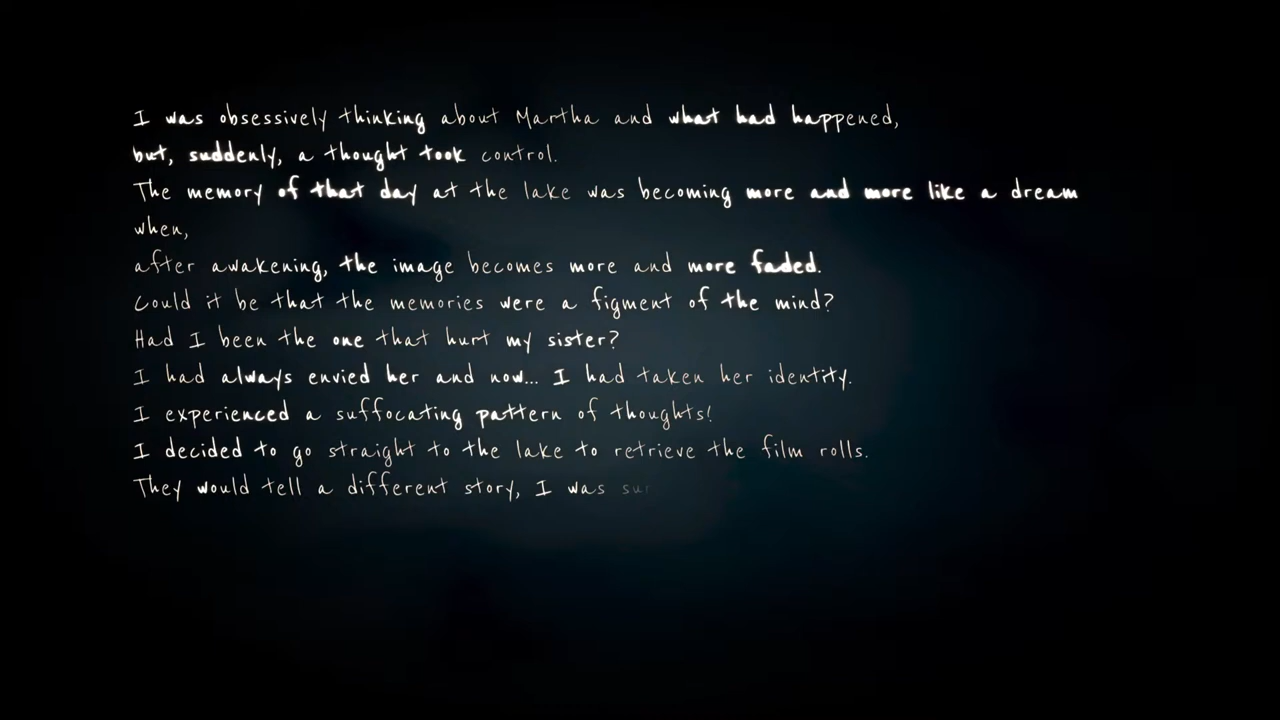 I was obsessively thinking about Martha and what had happened,
but, suddenly, a thought took control.
The memory of that day at the lake was becoming more and more like a dream
when,
after awakening, the image becomes more and more faded.
Could it be that the memories were a figment of the mind?
Had I been the one that hurt my sister?
I had always envied her and now... I had taken her identity.
I experienced a suffocating pattern of thoughts!
I decided to go straight to the lake to retrieve the film rolls.
They would tell a different story, I was